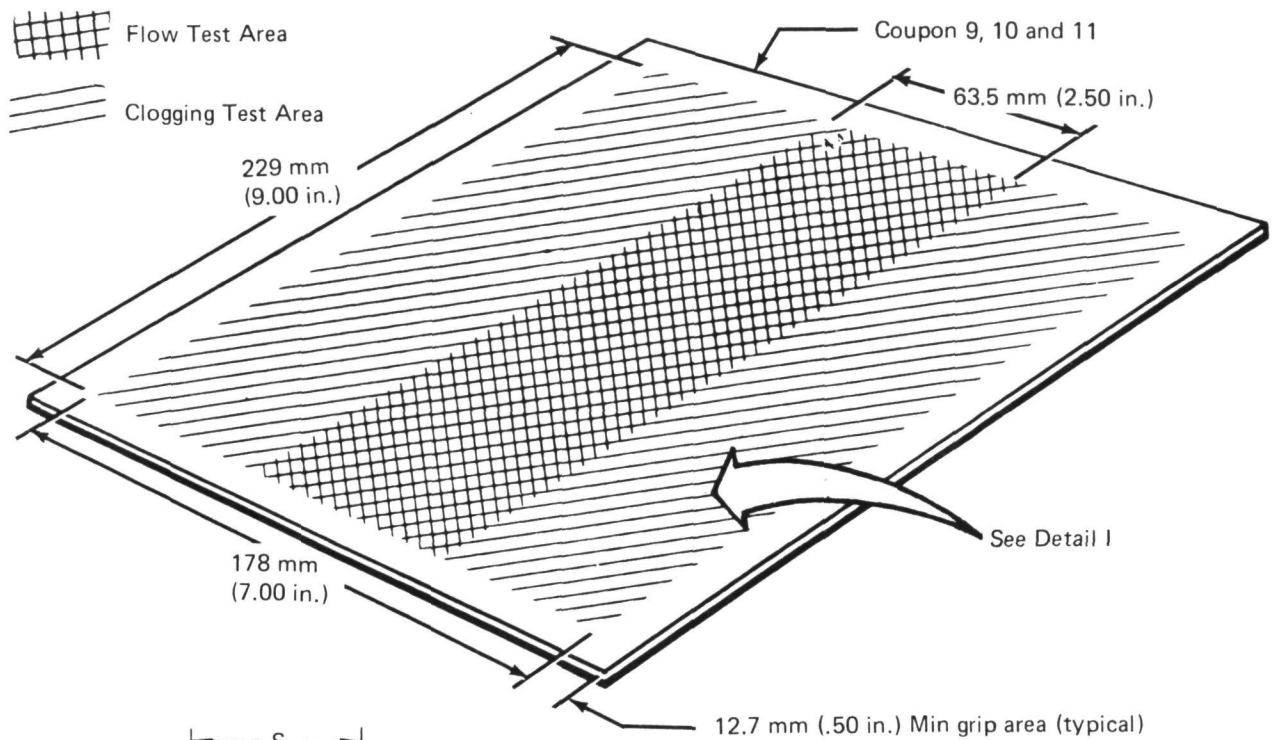 Flow Test Area
Clogging Test Area
Coupon 9, 10 and 11
63.5 mm (2.50 in.)
229 mm
(9.00 in.)
See Detail I
178 mm
(7.00 in.)
12.7 mm (.50 in.) Min grip area (typical)
S